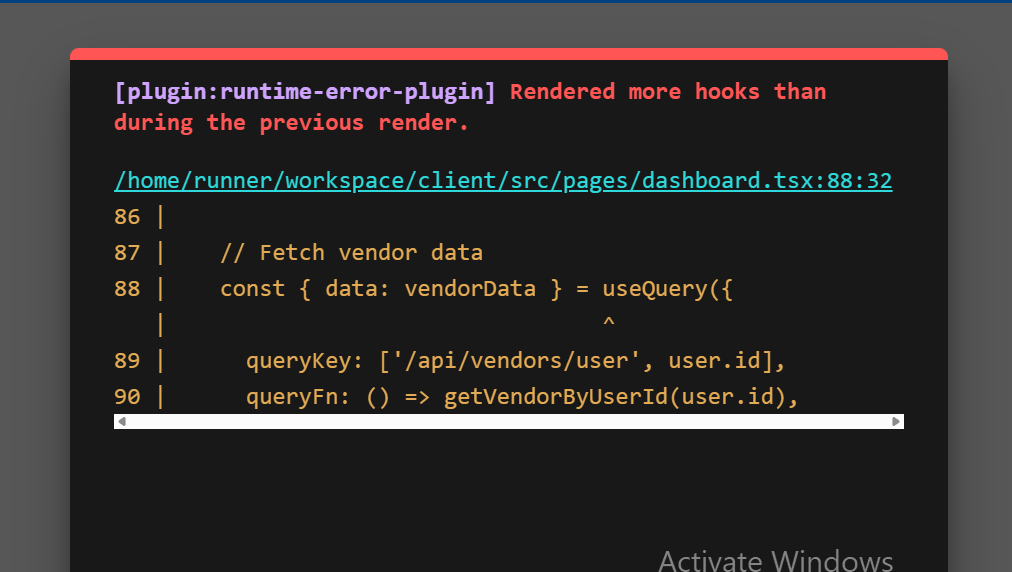 [plugin:runtime-error-plugin] Rendered more hooks than
during the previous render.
/home/runner/workspace/client/src/pages/dashboard.tsx:88:32
86 |
87 |    // Fetch vendor data
88 |    const { data: vendorData } = useQuery({
   |                                 ^
89 |      queryKey: ['/api/vendors/user', user.id],
90 |      queryFn: () => getVendorByUserId(user.id),
Activate Windows